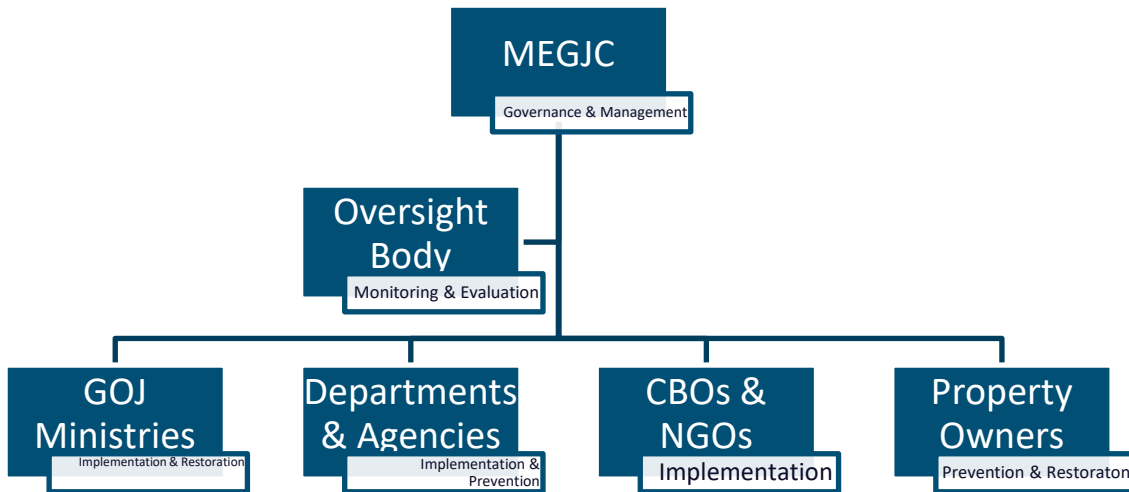 MEGJC
Governance & Management
Oversight
Body
Monitoring & Evaluation
GOJ
Ministries
Implementation & Restoration
Departments
& Agencies
Implementation &
Prevention
CBOs &
NGOs
Implementation
Property
Owners
Prevention & Restoraton